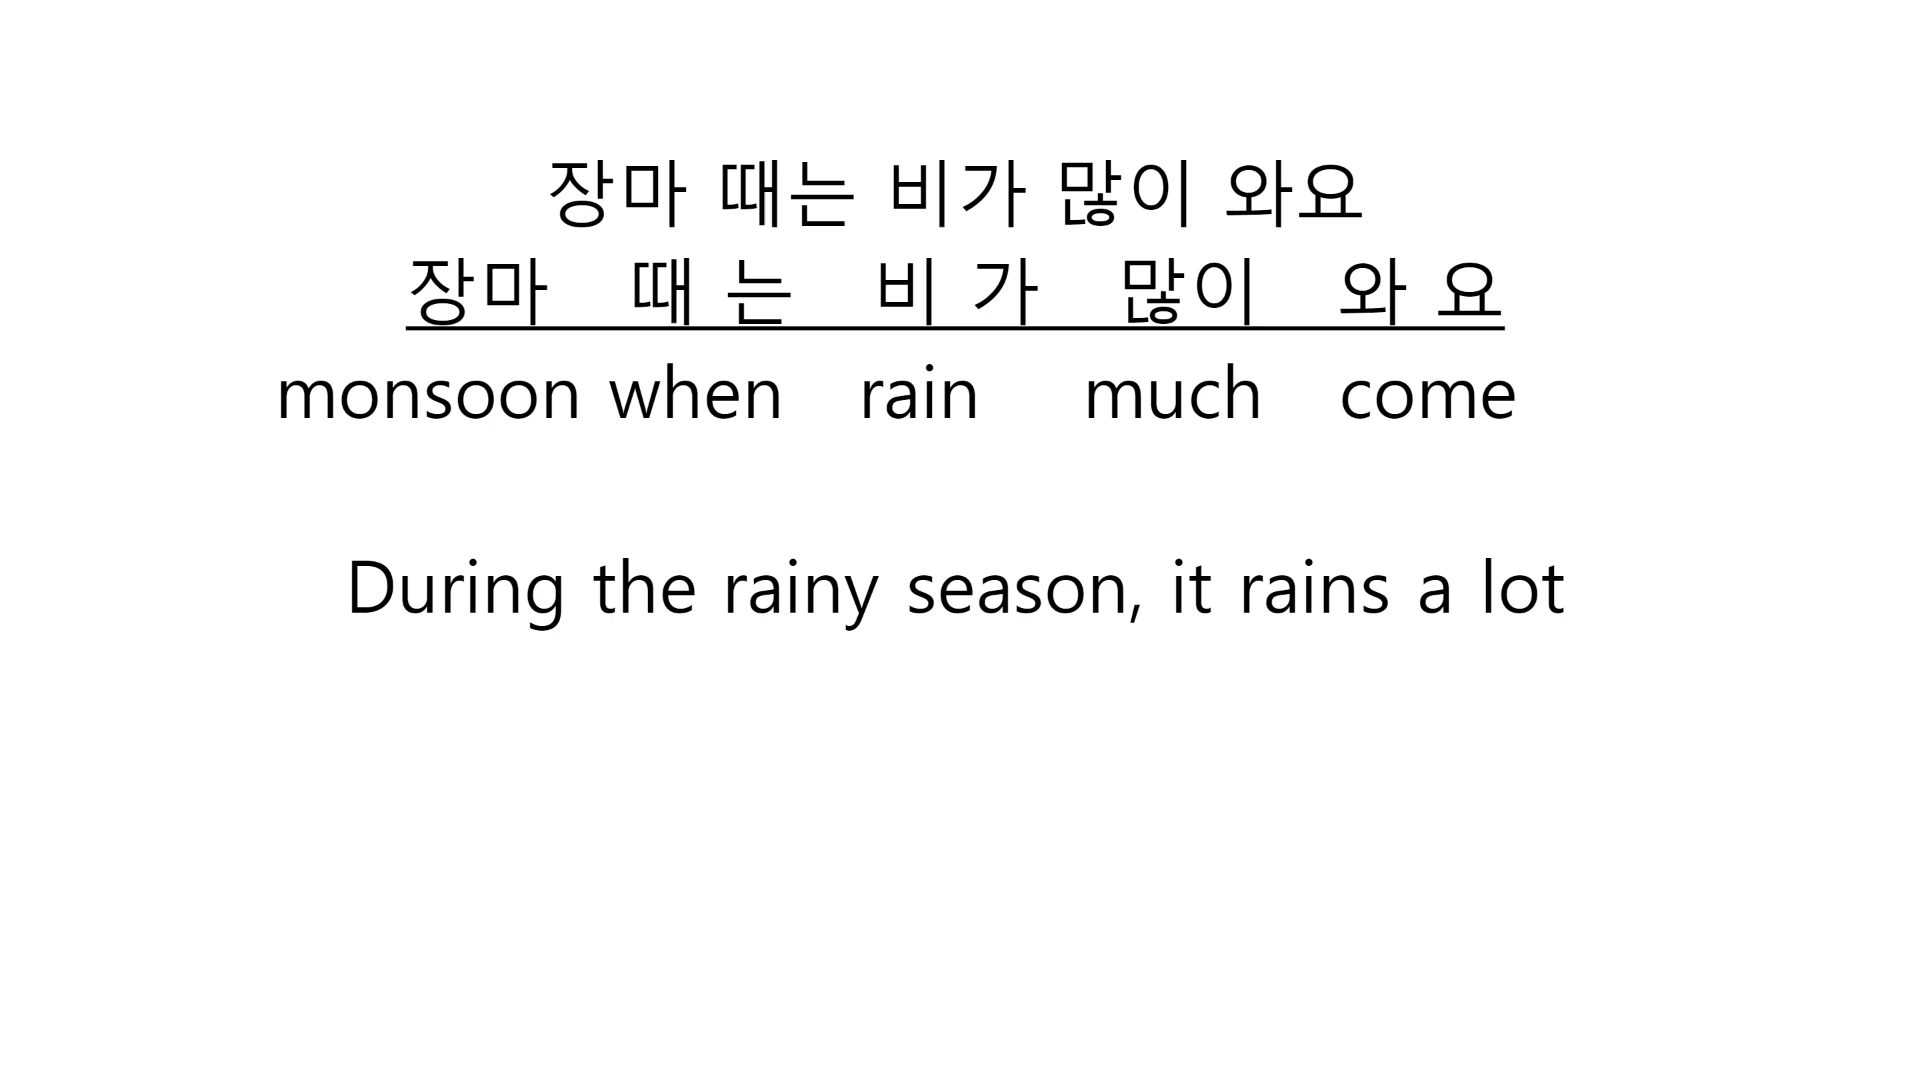 장마 때는 비가 많이 와요
장마 때 는 비 가 많이 와 요
monsoon when rain much come
During the rainy season, it rains a lot